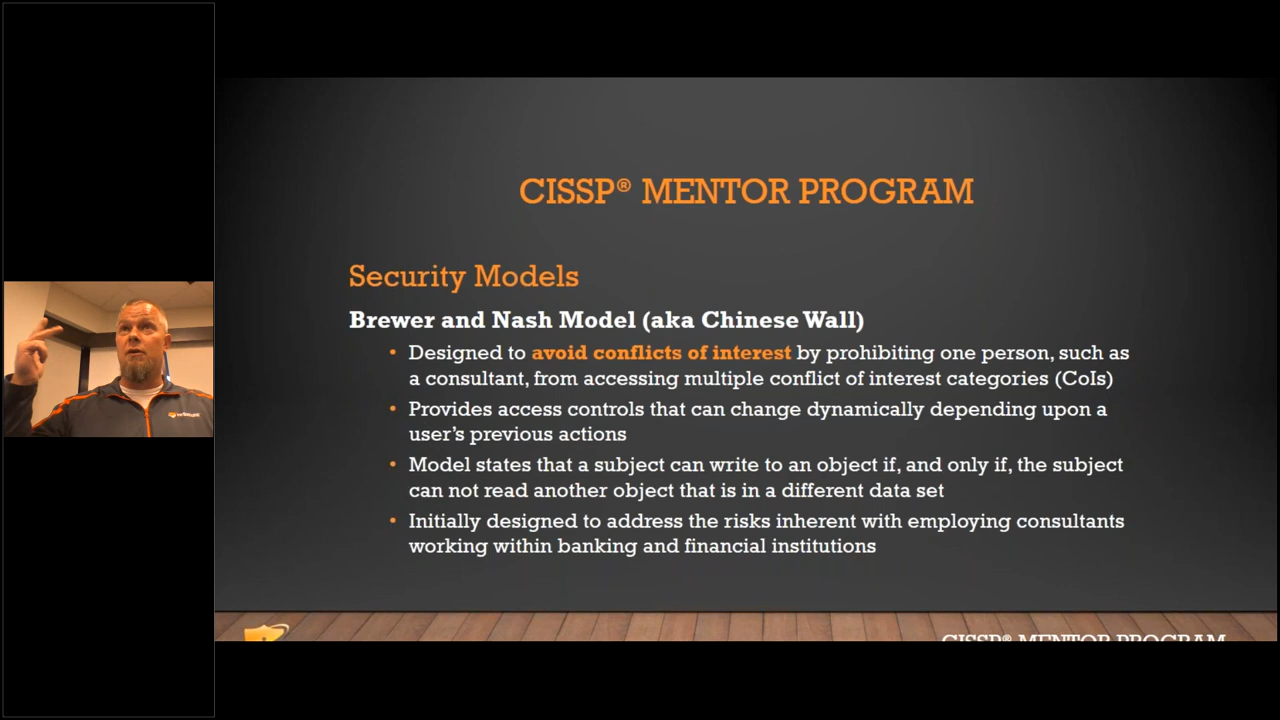 CISSP® MENTOR PROGRAM
Security Models
Brewer and Nash Model (aka Chinese Wall)
• Designed to avoid conflicts of interest by prohibiting one person, such as
a consultant, from accessing multiple conflict of interest categories (CoIs)
• Provides access controls that can change dynamically depending upon a
user's previous actions
• Model states that a subject can write to an object if, and only if, the subject
can not read another object that is in a different data set
• Initially designed to address the risks inherent with employing consultants
working within banking and financial institutions
CISSP® MENTOR PROGRAM